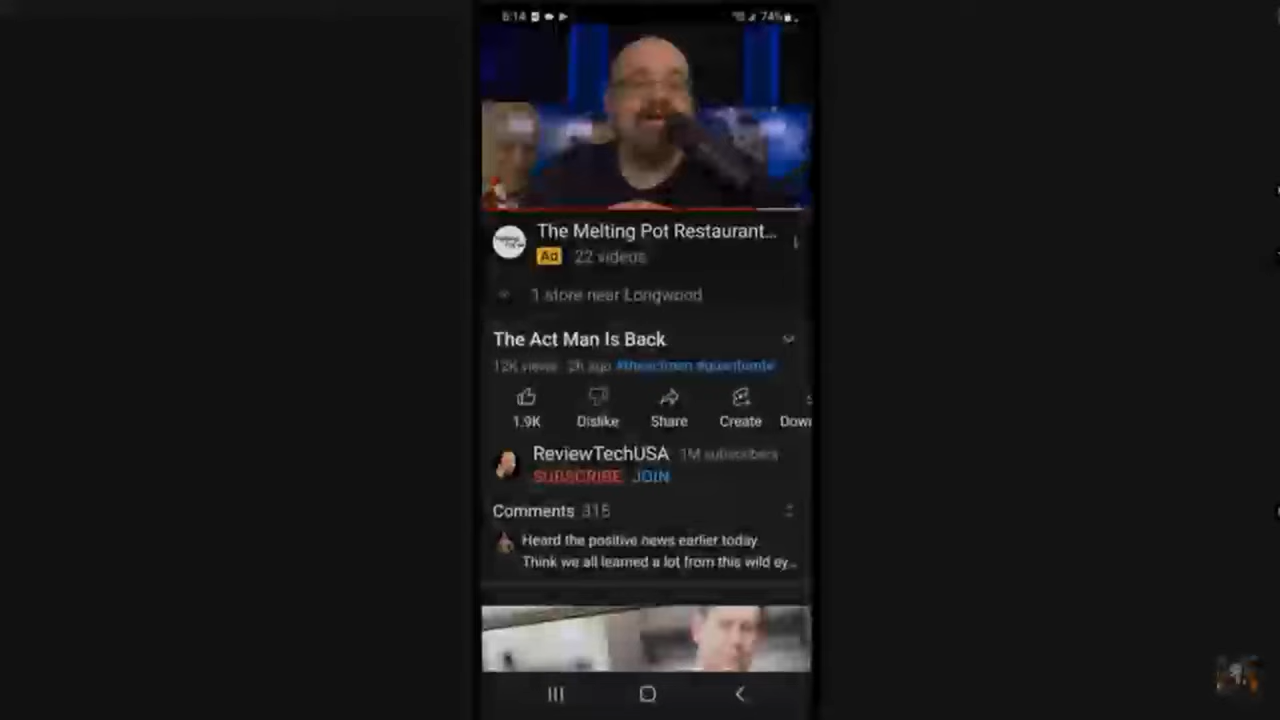 6:14 74%
The Melting Pot Restaurant...
Ad 22 videos
1 store near Longwood
The Act Man Is Back
12K views 2h ago #theactman #quantumtv
1.9K Dislike Share Create Down
ReviewTechUSA 1M subscribers
SUBSCRIBE JOIN
Comments 315
Heard the positive news earlier today.
Think we all learned a lot from this wild ey...